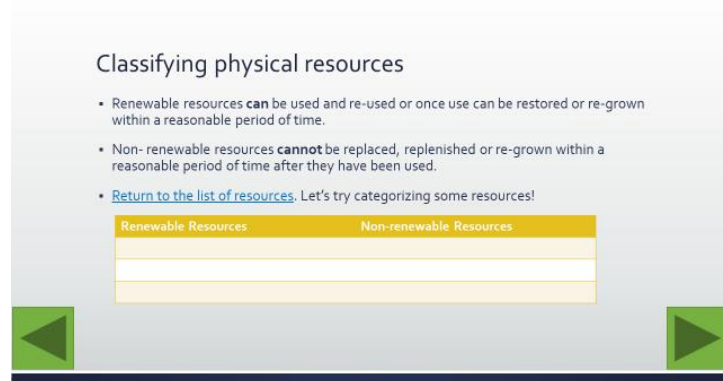 Classifying physical resources
▪ Renewable resources can be used and re-used or once use can be restored or re-grown
within a reasonable period of time.
▪ Non- renewable resources cannot be replaced, replenished or re-grown within a
reasonable period of time after they have been used.
▪ Return to the list of resources. Let's try categorizing some resources!
Renewable Resources Non-renewable Resources